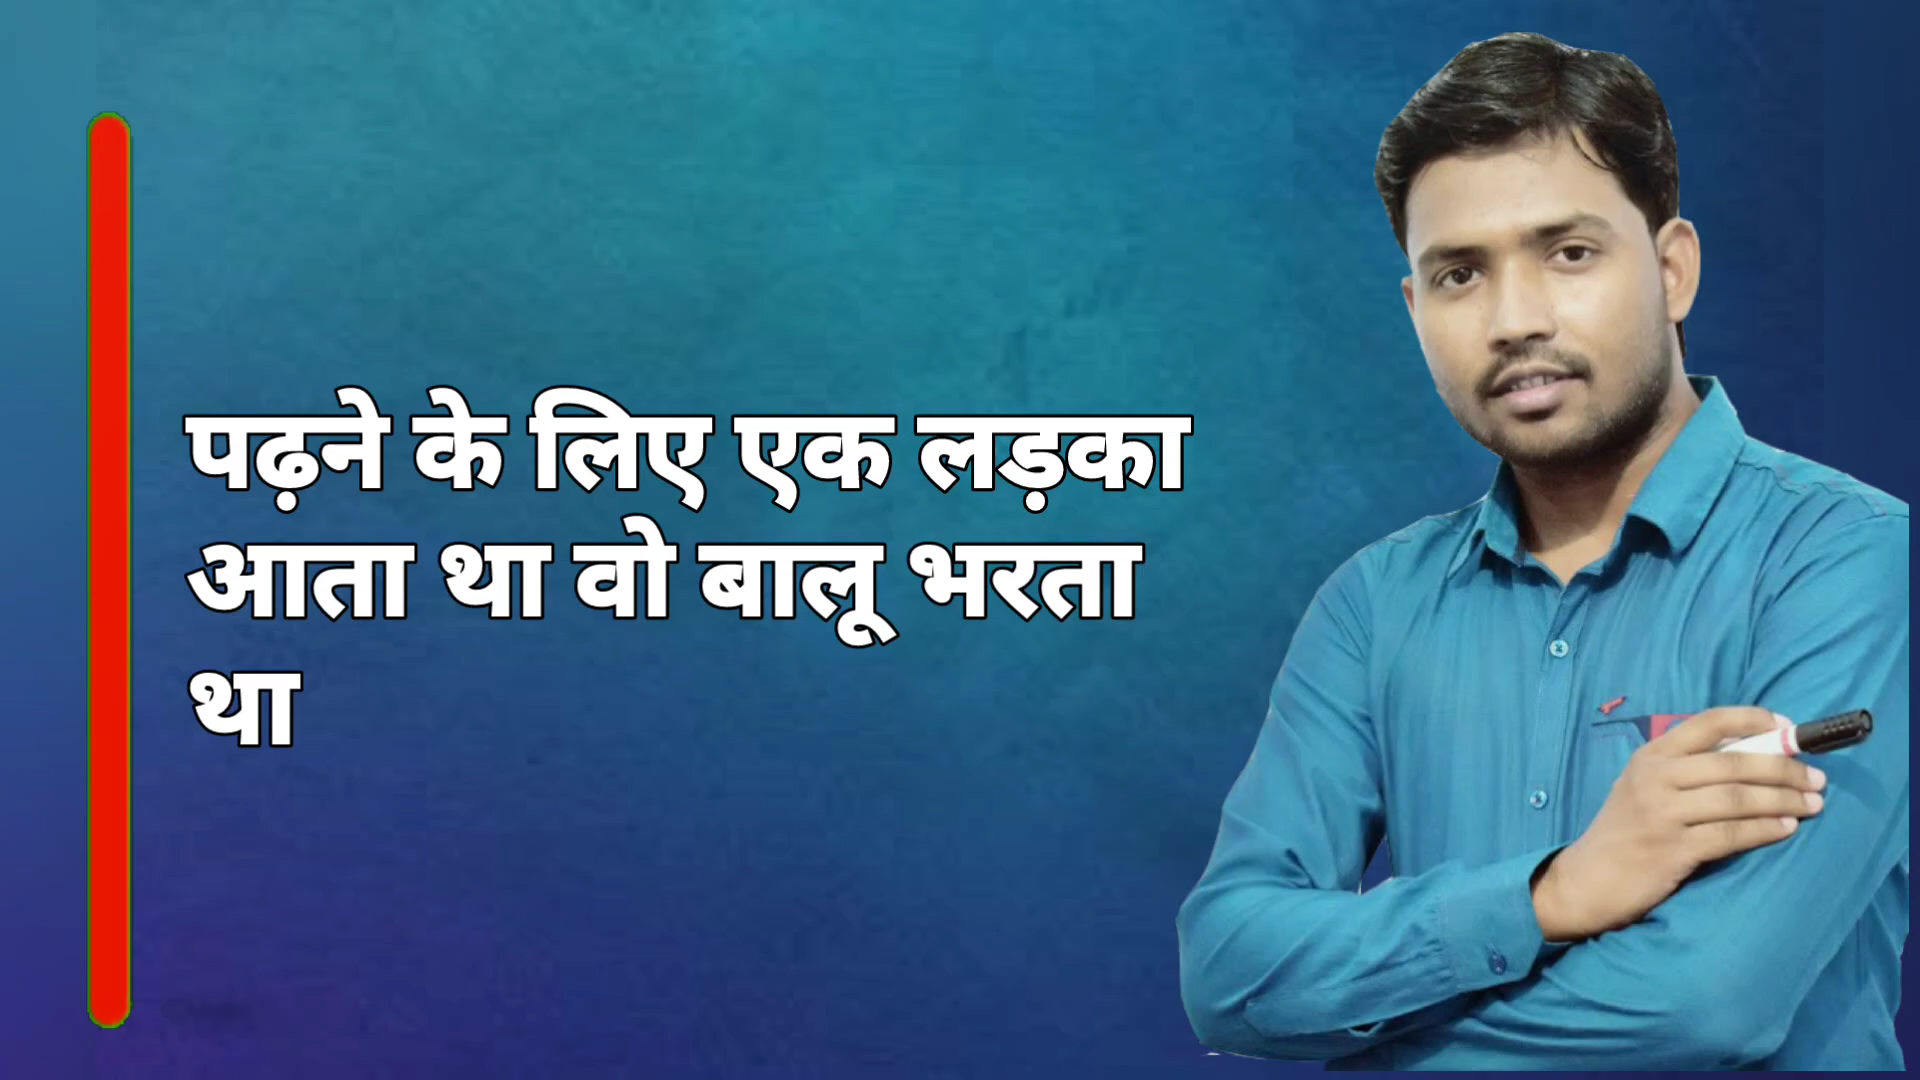 पढ़ने के लिए एक लड़का
आता था वो बालू भरता
था